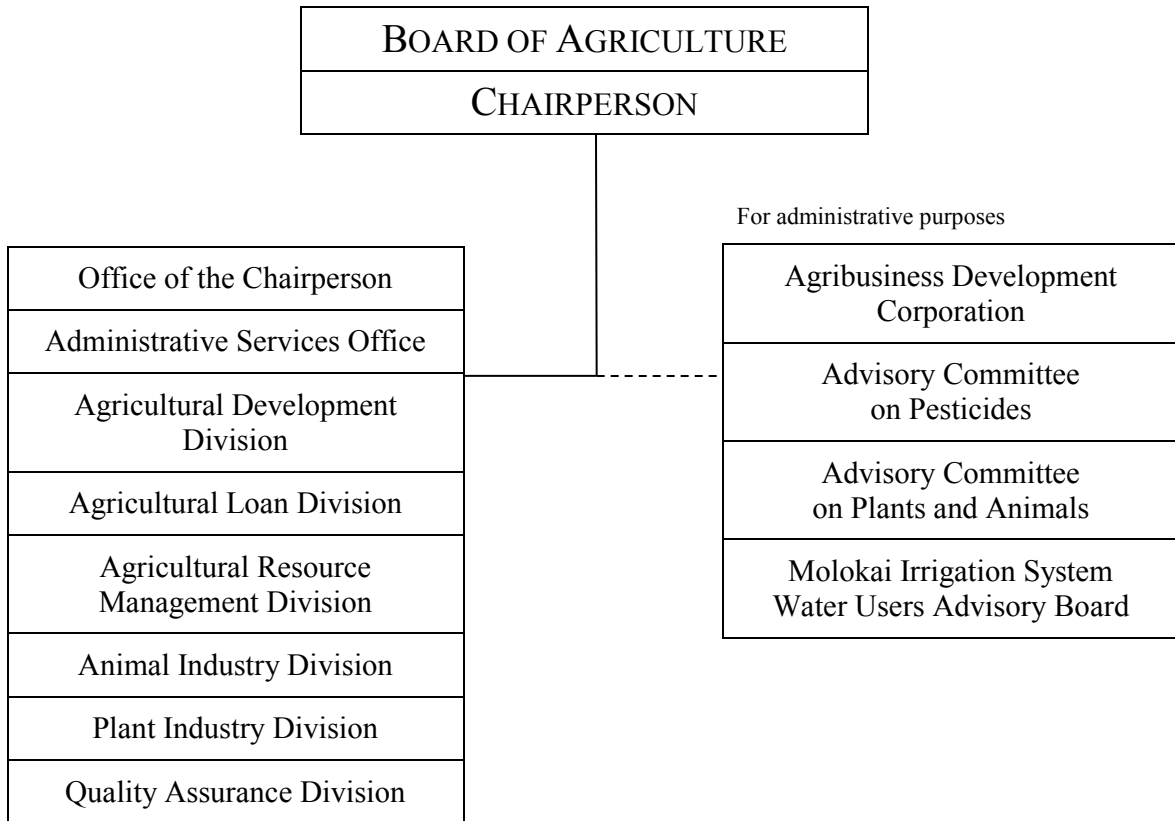 BOARD OF AGRICULTURE
CHAIRPERSON
Office of the Chairperson
Administrative Services Office
Agricultural Development
Division
Agricultural Loan Division
Agricultural Resource
Management Division
Animal Industry Division
Plant Industry Division
Quality Assurance Division
For administrative purposes
Agribusiness Development
Corporation
Advisory Committee
on Pesticides
Advisory Committee
on Plants and Animals
Molokai Irrigation System
Water Users Advisory Board